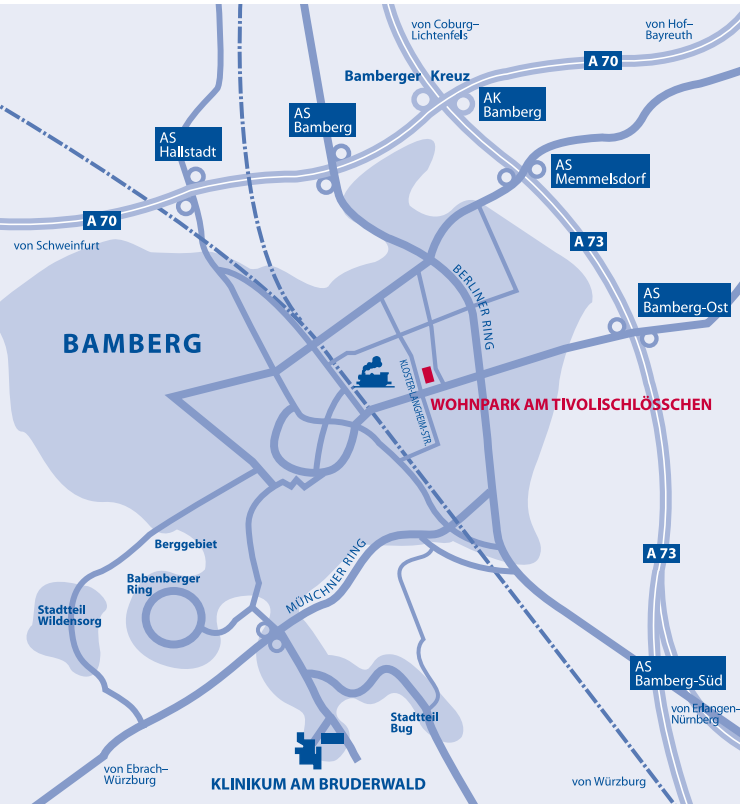 von Coburg–
Lichtenfels
von Hof–
Bayreuth
A 70
Bamberger Kreuz
AK
Bamberg
AS
Bamberg
AS
Hallstadt
AS
Memmelsdorf
A 70
von Schweinfurt
A 73
BERLINER RING
AS
Bamberg-Ost
BAMBERG
KLOSTER-LANGHEIM-STR.
WOHNPARK AM TIVOLISCHLÖSSCHEN
MÜNCHNER RING
Berggebiet
A 73
Babenberger
Ring
Stadtteil
Wildensorg
AS
Bamberg-Süd
von Erlangen–
Nürnberg
Stadtteil
Bug
von Ebrach–
Würzburg
KLINIKUM AM BRUDERWALD
von Würzburg